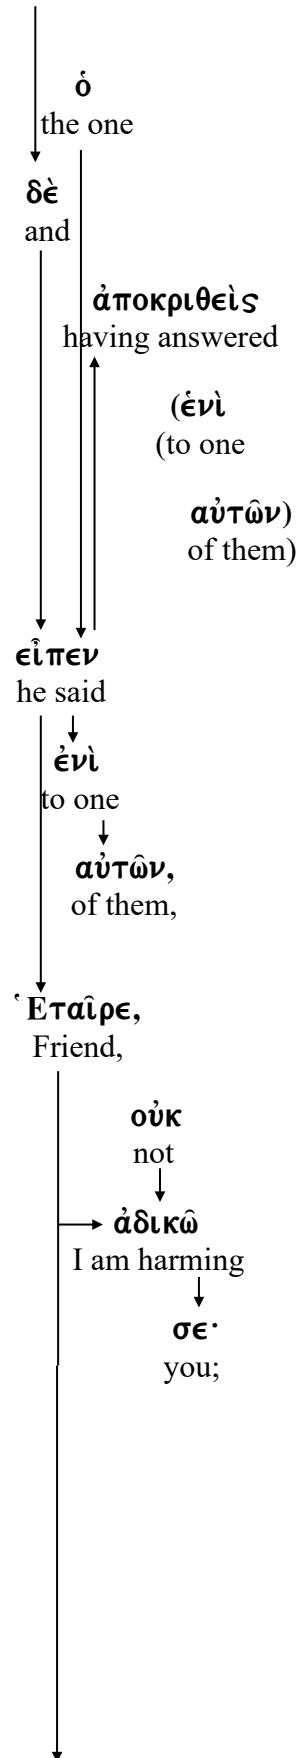 ὁ
the one
δὲ
and
ἀποκριθεὶς
having answered
(ἑνὶ
(to one
αὐτῶν)
of them)
εἶπεν
he said
ἐνὶ
to one
αὐτῶν,
of them,
Ἑταῖρε,
Friend,
οὐκ
not
ἀδικῶ
I am harming
σε·
you;